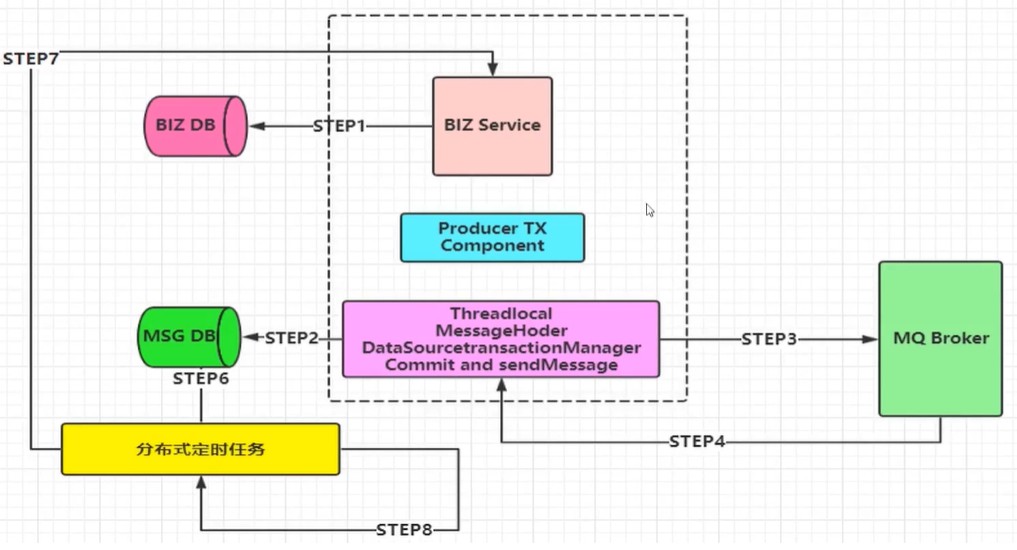 STEP7
BIZ DB
STEP1
BIZ Service
Producer TX
Component
MSG DB
STEP2
Threadlocal
MessageHoder
DataSourcetransactionManager
Commit and sendMessage
STEP3
MQ Broker
STEP6
STEP4
分布式定时任务
STEP8